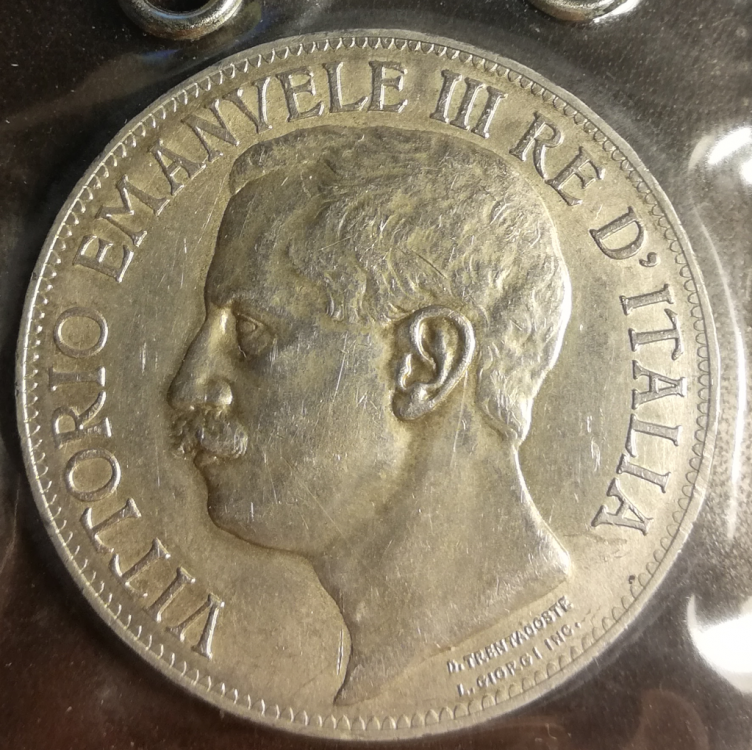 VITTORIO EMANVELE III RE D'ITALIA
D. TRENTACOSTE
L. GIORGI INC.